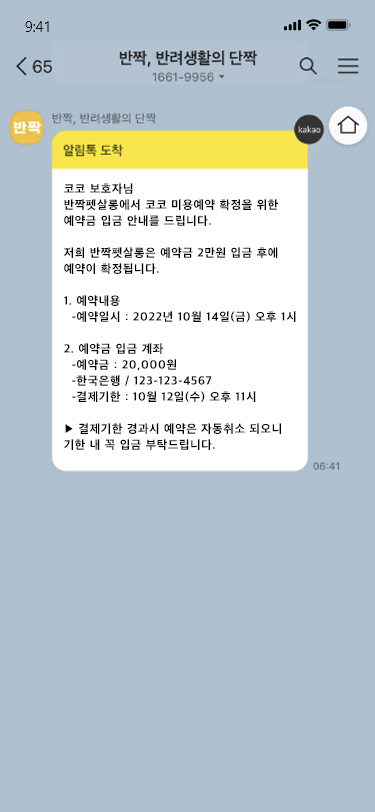 9:41
65
반짝, 반려생활의 단짝
1661-9956
반짝
반짝, 반려생활의 단짝
kakao
알림톡 도착
코코 보호자님
반짝펫살롱에서 코코 미용예약 확정을 위한
예약금 입금 안내를 드립니다.
저희 반짝펫살롱은 예약금 2만원 입금 후에
예약이 확정됩니다.
1. 예약내용
-예약일시 : 2022년 10월 14일(금) 오후 1시
2. 예약금 입금 계좌
-예약금 : 20,000원
-한국은행 / 123-123-4567
-결제기한 : 10월 12일(수) 오후 11시
▶ 결제기한 경과시 예약은 자동취소 되오니
기한 내 꼭 입금 부탁드립니다.
06:41